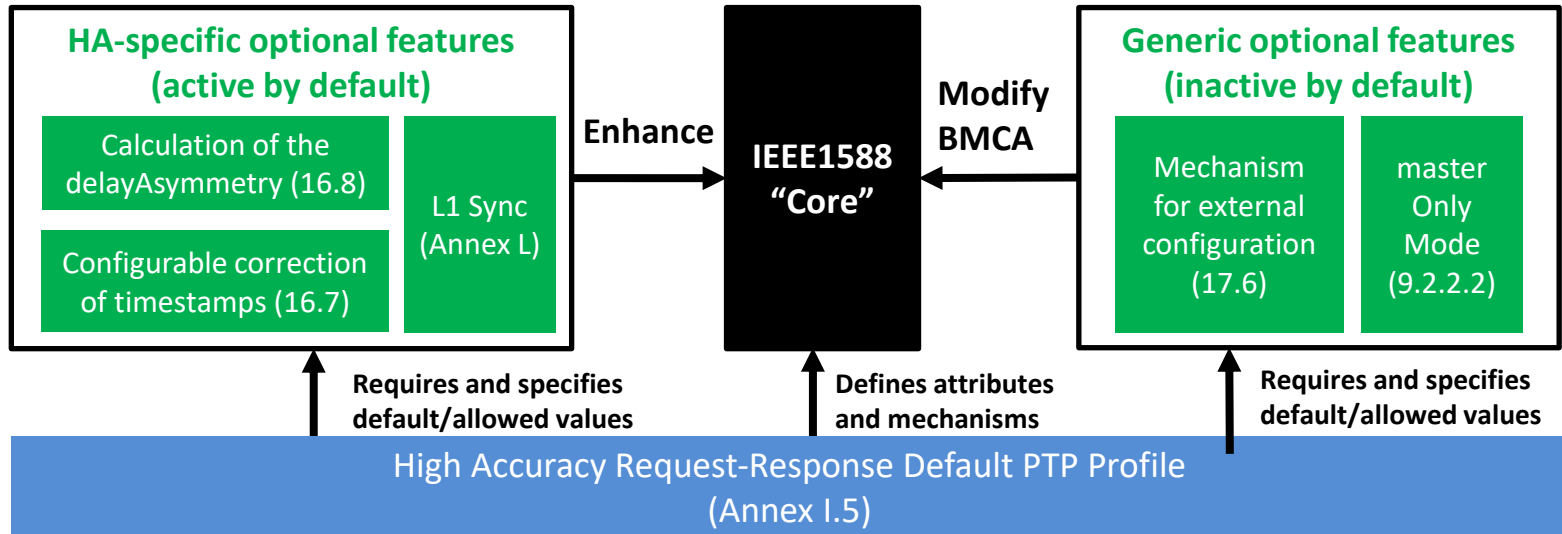 HA-specific optional features
(active by default)
Calculation of the
delayAsymmetry (16.8)
Configurable correction
of timestamps (16.7)
L1 Sync
(Annex L)
Enhance
IEEE1588
“Core”
Modify
BMCA
Generic optional features
(inactive by default)
Mechanism
for external
configuration
(17.6)
master
Only
Mode
(9.2.2.2)
Requires and specifies
default/allowed values
Defines attributes
and mechanisms
Requires and specifies
default/allowed values
High Accuracy Request-Response Default PTP Profile
(Annex I.5)